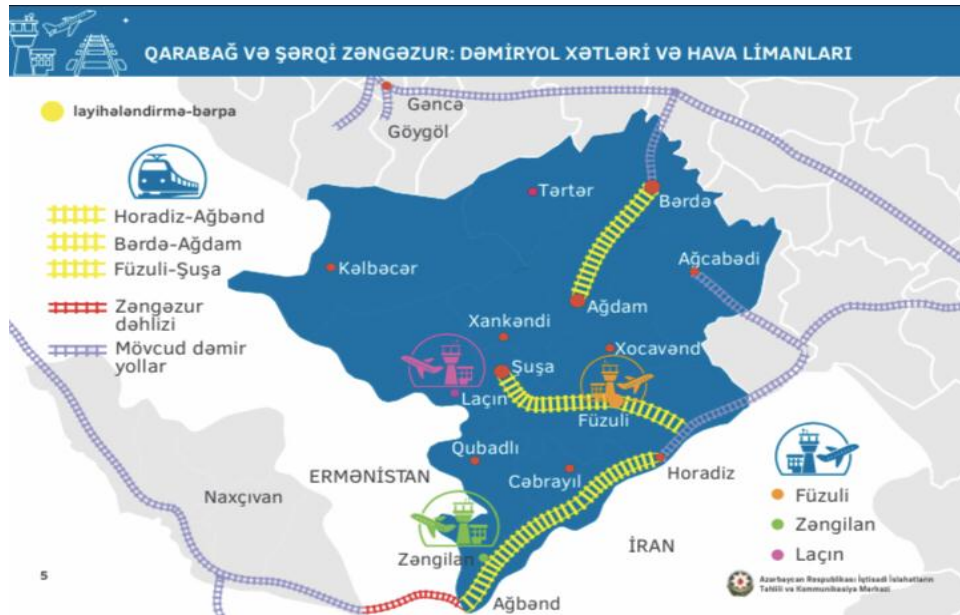 QARABAĞ VƏ ŞƏRQİ ZƏNGƏZUR: DƏMİRYOL XƏTLƏRİ VƏ HAVA LİMANLARI
layihələndirmə-bərpa
Horadiz-Ağbənd
Bərdə-Ağdam
Füzuli-Şuşa
Zəngəzur
dəhlizi
Mövcud dəmir
yollar
Gəncə
Göygöl
Tərtər
Bərdə
Kəlbəcər
Ağcabədi
Ağdam
Xankəndi
Xocavənd
Şuşa
Laçın
Füzuli
Qubadlı
Cəbrayıl
Horadiz
ERMƏNİSTAN
Naxçıvan
Zəngilan
İRAN
Ağbənd
Füzuli
Zəngilan
Laçın
5
Azərbaycan Respublikası İqtisadi İslahatların
Təhlili və Kommunikasiya Mərkəzi